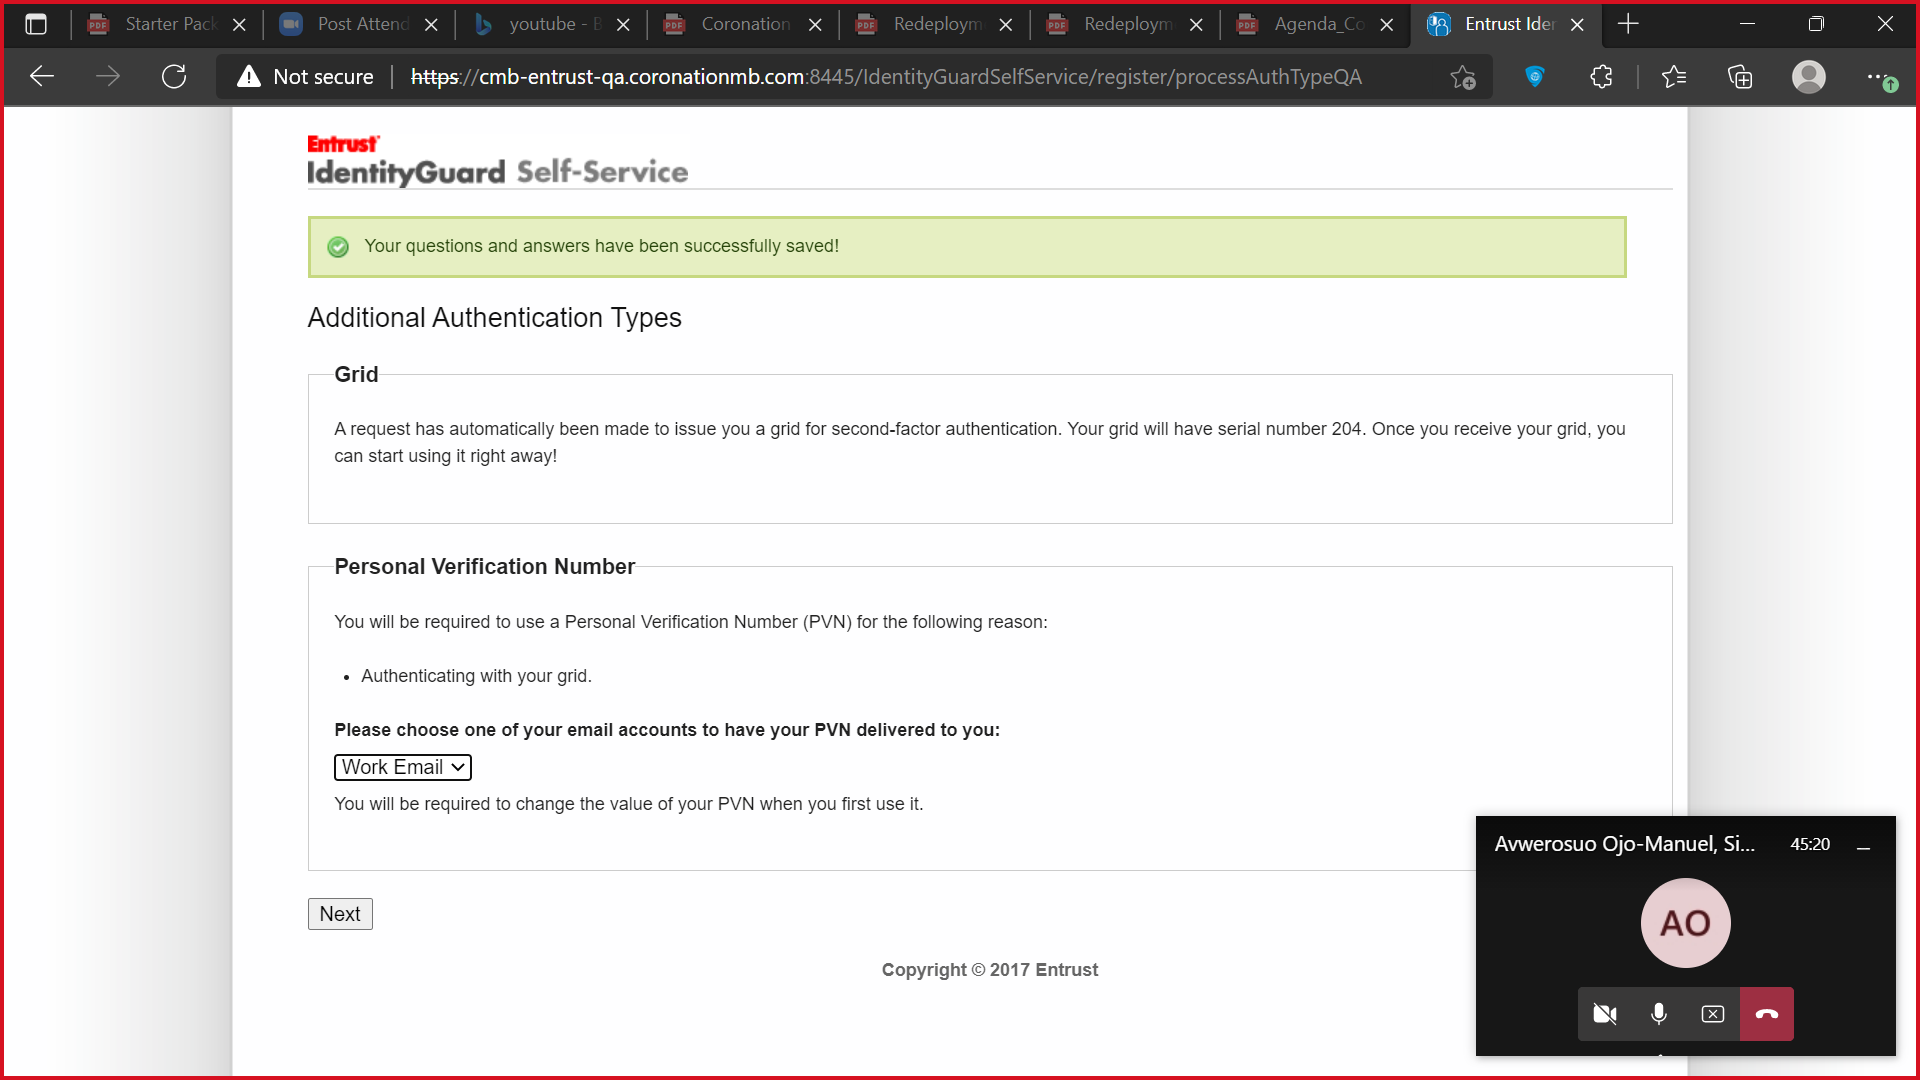 Starter Pack
Post Attend
youtube - B
Coronation
Redeploym
Redeploym
Agenda_Co
Entrust Iden
Not secure
https://cmb-entrust-qa.coronationmb.com:8445/IdentityGuardSelfService/register/processAuthTypeQA
Entrust
IdentityGuard Self-Service
Your questions and answers have been successfully saved!
Additional Authentication Types
Grid
A request has automatically been made to issue you a grid for second-factor authentication. Your grid will have serial number 204. Once you receive your grid, you
can start using it right away!
Personal Verification Number
You will be required to use a Personal Verification Number (PVN) for the following reason:
• Authenticating with your grid.
Please choose one of your email accounts to have your PVN delivered to you:
Work Email
You will be required to change the value of your PVN when you first use it.
Avwerosuo Ojo-Manuel, Si... 45:20
AO
Next
Copyright © 2017 Entrust